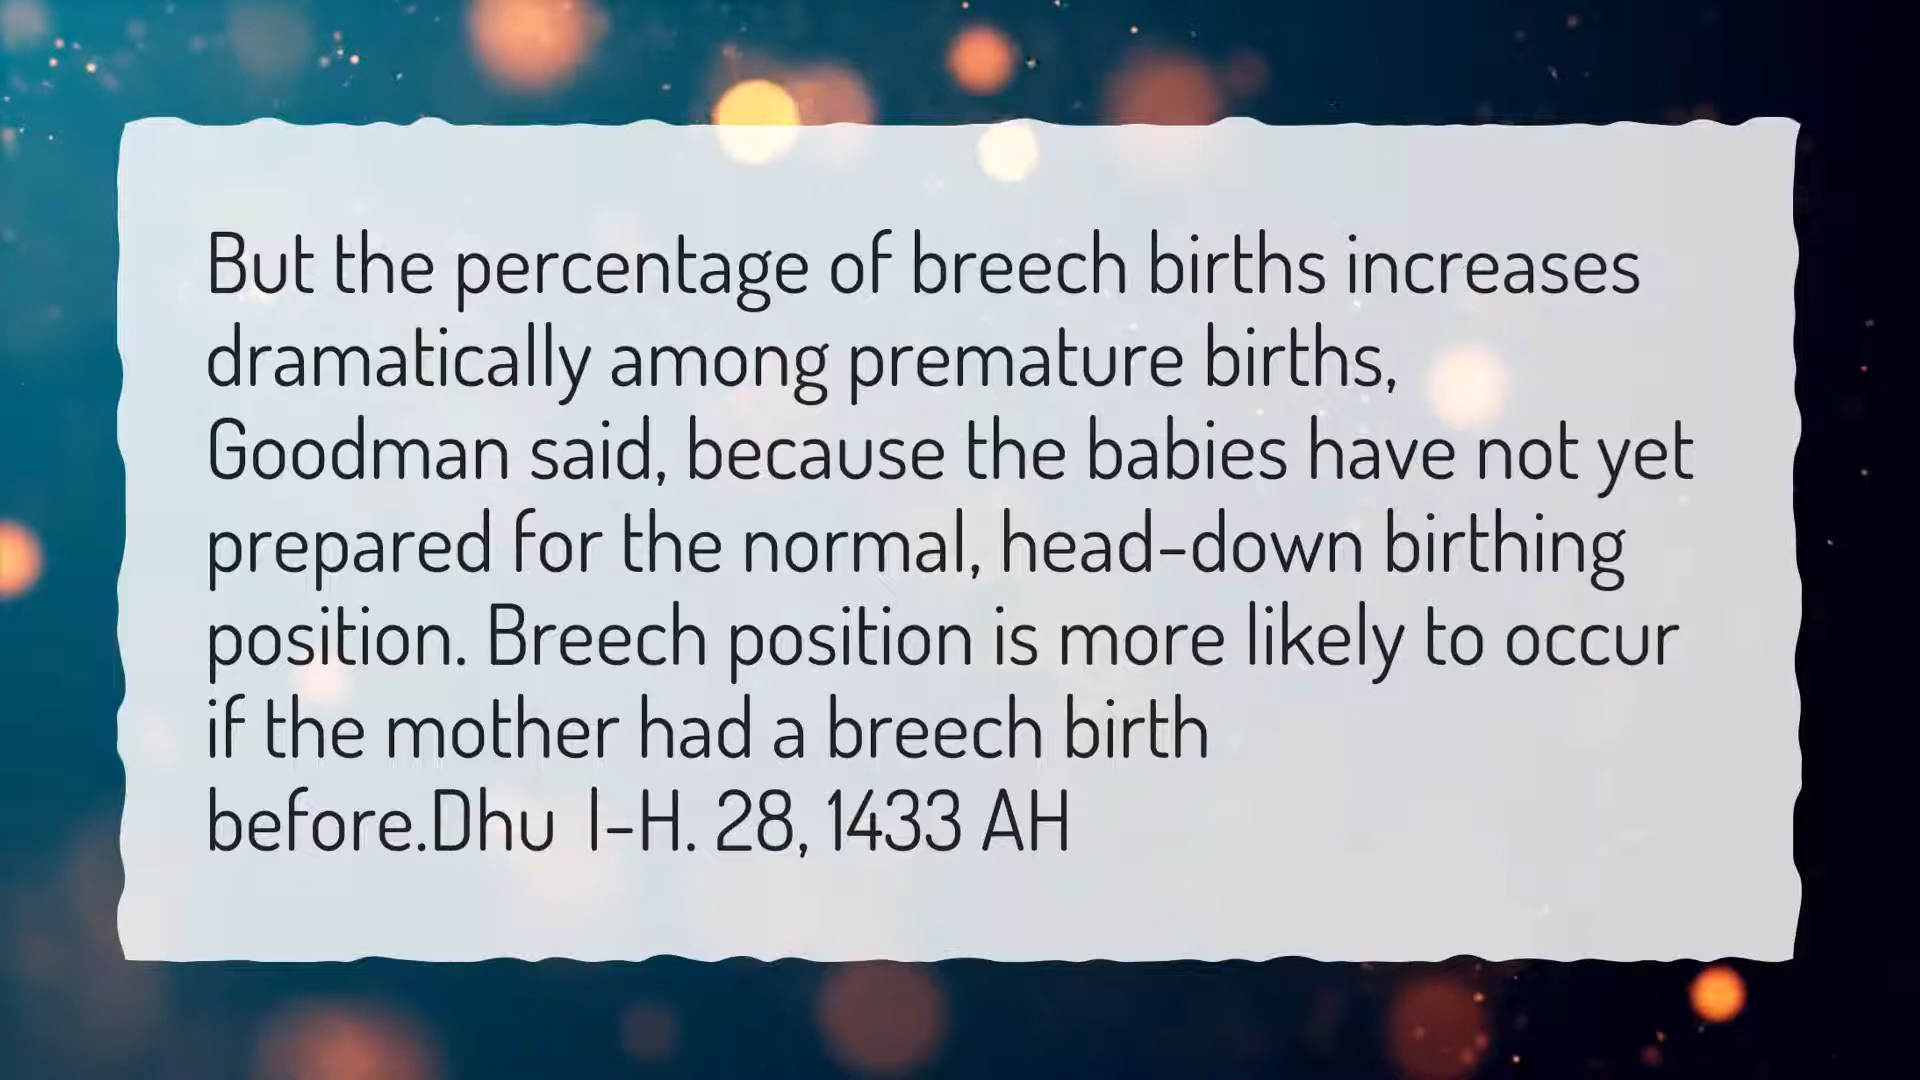 But the percentage of breech births increases
dramatically among premature births,
Goodman said, because the babies have not yet
prepared for the normal, head-down birthing
position. Breech position is more likely to occur
if the mother had a breech birth
before.Dhu l-H. 28, 1433 AH